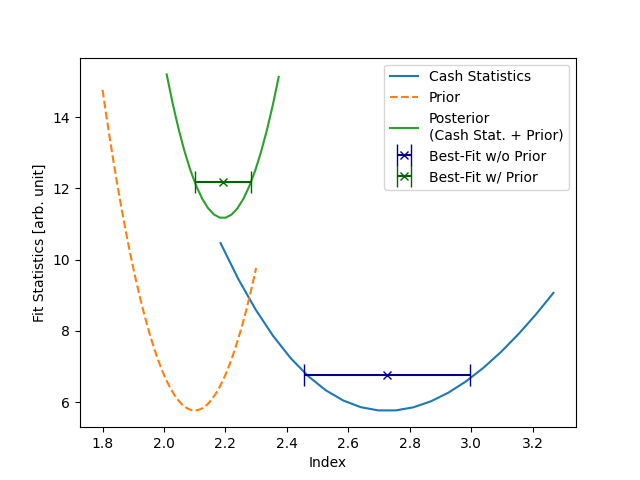 Cash Statistics
Prior
Posterior
(Cash Stat. + Prior)
Best-Fit w/o Prior
Best-Fit w/ Prior
Fit Statistics [arb. unit]
14
12
10
8
6
1.8 2.0 2.2 2.4 2.6 2.8 3.0 3.2
Index